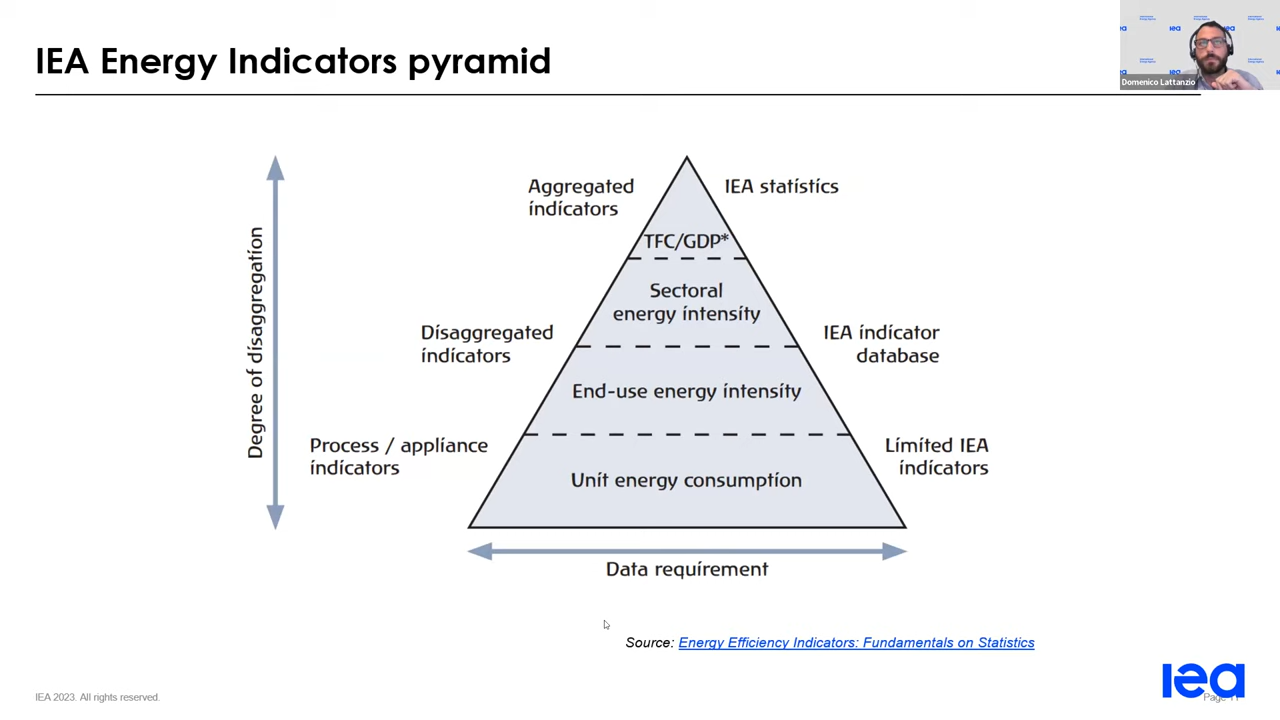 IEA Energy Indicators pyramid
iea
Domenico Lattanzio
Aggregated
indicators
IEA statistics
TFC/GDP*
Sectoral
energy intensity
Disaggregated
indicators
IEA indicator
database
Degree of disaggregation
End-use energy intensity
Process / appliance
indicators
Limited IEA
indicators
Unit energy consumption
Data requirement
Source: Energy Efficiency Indicators: Fundamentals on Statistics
iea
IEA 2023. All rights reserved.
Page